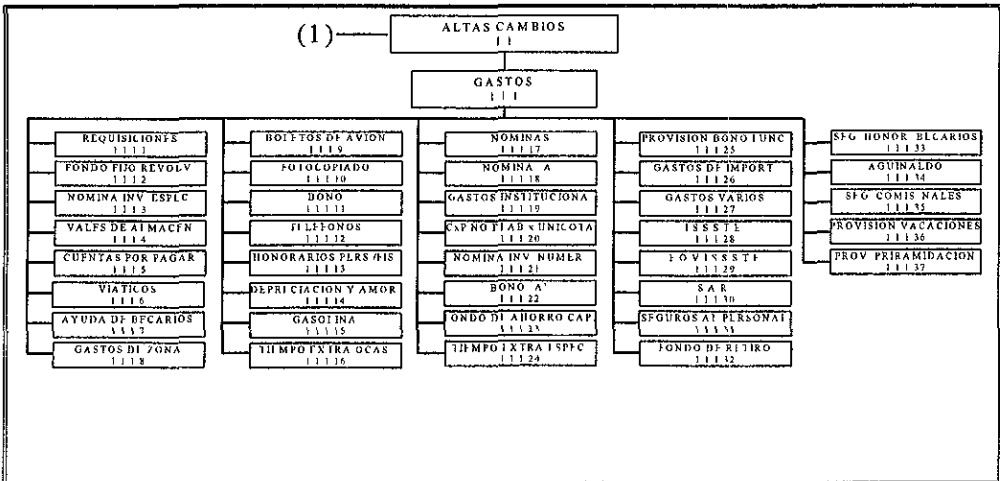 (1)
ALTAS CAMBIOS
1 1
GASTOS
1 1 1
REQUISICIONES
1 1 1 1
FONDO FIJO REVOLV
1 1 1 2
NOMINA INV ESPEC
1 1 1 3
VALES DE ALMACEN
1 1 1 4
CUENTAS POR PAGAR
1 1 1 5
VIATICOS
1 1 1 6
AYUDA DE BECARIOS
1 1 1 7
GASTOS DE ZONA
1 1 1 8
BOLETOS DE AVION
1 1 1 9
FOTOCOPIADO
1 1 1 10
BONO
1 1 1 11
TELEFONOS
1 1 1 12
HONORARIOS PERS FIS
1 1 1 13
DEPRECIACION Y AMOR
1 1 1 14
GASOLINA
1 1 1 15
TIEMPO EXTRA OCAS
1 1 1 16
NOMINAS
1 1 1 17
NOMINA A
1 1 1 18
GASTOS INSTITUCIONA
1 1 1 19
CxP NOTIAB x UNICOTA
1 1 1 20
NOMINA INV NUMER
1 1 1 21
BONO A
1 1 1 22
ONDO DE AHORRO CAP
1 1 1 23
TIEMPO EXTRA ESPEC
1 1 1 24
PROVISION BONO FUNC
1 1 1 25
GASTOS DE IMPORT
1 1 1 26
GASTOS VARIOS
1 1 1 27
ISSSTE
1 1 1 28
FOVISSSTE
1 1 1 29
S A R
1 1 1 30
SEGUROS AL PERSONAL
1 1 1 31
FONDO DE RETIRO
1 1 1 32
SEG HONOR BECARIOS
1 1 1 33
AGUINALDO
1 1 1 34
SEG COMIS NALES
1 1 1 35
PROVISION VACACIONES
1 1 1 36
PROV PRIRAMIDACION
1 1 1 37